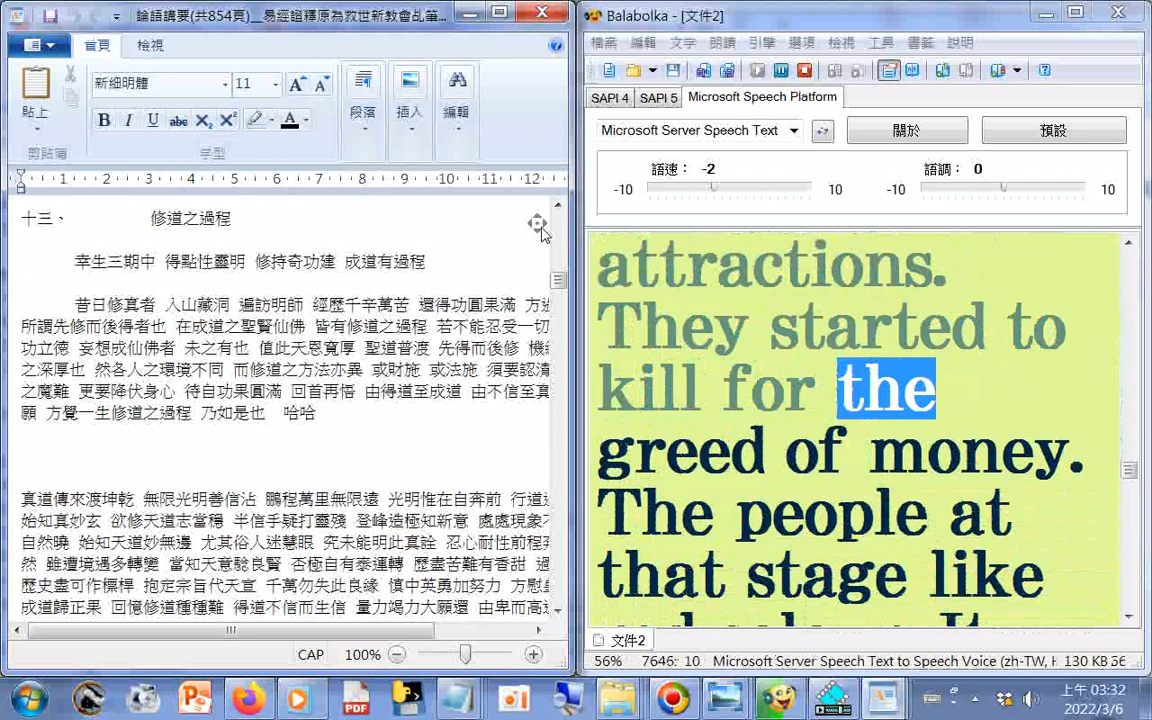 論語講要(共854頁)__易經證釋原為救世新教會乩筆...
首頁 檢視
新細明體 11
貼上
段落 插入 編輯
剪貼簿 字型
1 2 3 4 5 6 7 8 9 10 11 12
十三、 修道之過程
幸生三期中 得點性靈明 修持奇功建 成道有過程
昔日修真者 入山藏洞 遍訪明師 經歷千辛萬苦 還得功圓果滿 方
所謂先修而後得者也 在成道之聖賢仙佛 皆有修道之過程 若不能忍受一切
功立德 妄想成仙佛者 未之有也 值此天恩寬厚 聖道普渡 先得而後修 機
之深厚也 然各人之環境不同 而修道之方法亦異 或財施 或法施 須要認清
之魔難 更要降伏身心 待自功果圓滿 回首再悟 由得道至成道 由不信至真
願 方覺一生修道之過程 乃如是也 哈哈
真道傳來渡坤乾 無限光明善信沾 鵬程萬里無限遠 光明惟在自奔前 行道
始知真妙玄 欲修天道志當穩 半信手疑打靈殘 登峰造極知新意 處處現象
自然曉 始知天道妙無邊 尤其俗人迷慧眼 究未能明此真詮 忍心耐性前程
然 雖遭境遇多轉變 當知天意驗良賢 否極自有泰運轉 歷盡苦難有香甜 過
歷史盡可作標桿 抱定宗旨代天宣 千萬勿失此良緣 慎中英勇加努力 方慰
成道歸正果 回憶修道種種難 得道不信而生信 量力竭力大願還 由卑而高
CAP 100%
Balabolka - [文件2]
檔案 編輯 文字 朗讀 引擎 選項 檢視 工具 書籤 說明
SAPI 4 SAPI 5 Microsoft Speech Platform
Microsoft Server Speech Text 關於 預設
語速： -2 語調： 0
-10 10 -10 10
attractions.
They started to
kill for the
greed of money.
The people at
that stage like
文件2
56% 7646: 10 Microsoft Server Speech Text to Speech Voice (zh-TW, H 130 KB 56
上午 03:32
2022/3/6